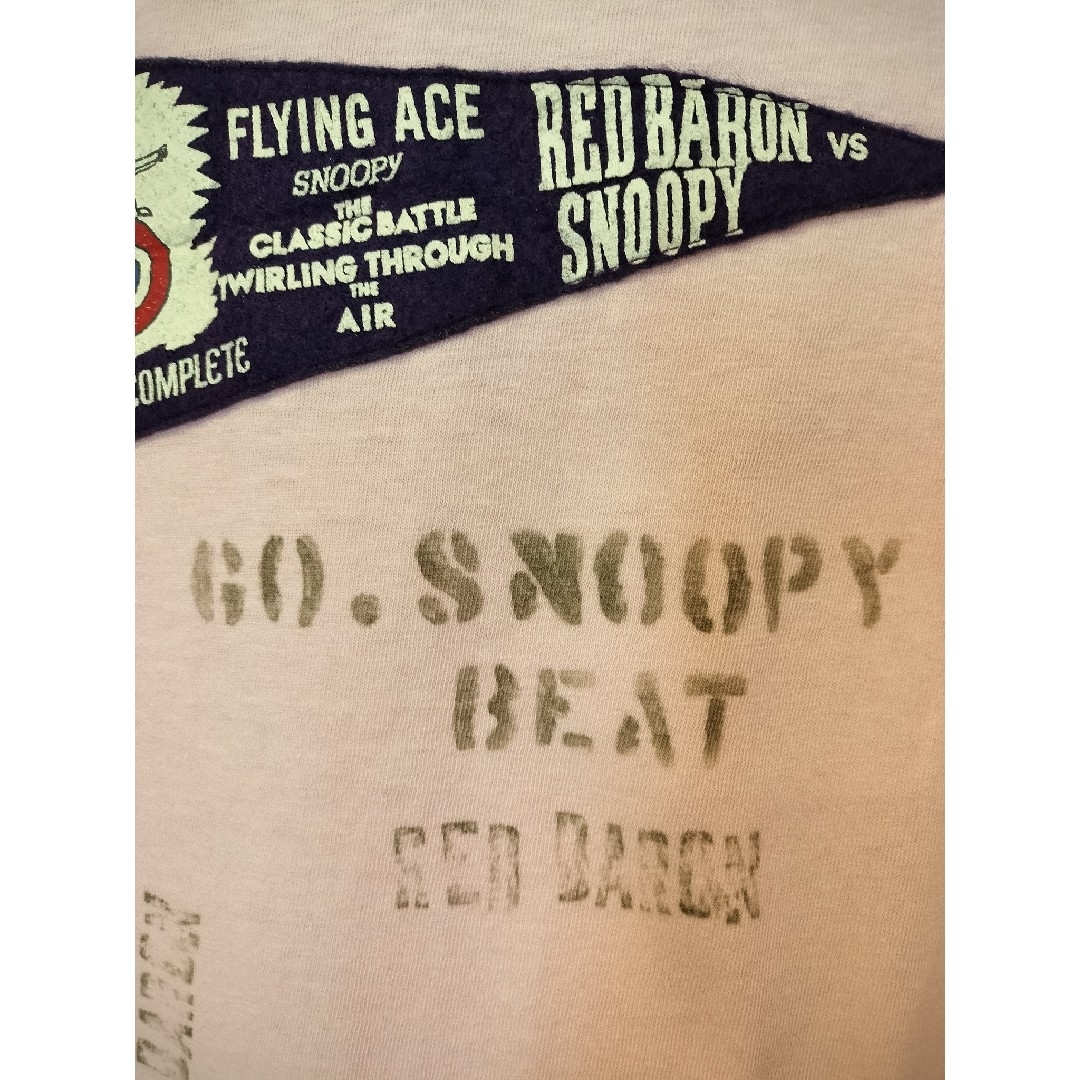 FLYING ACE
SNOOPY
THE
CLASSIC BATTLE
TWIRLING THROUGH
THE
AIR
COMPLETE
RED BARON VS
SNOOPY
GO. SNOOPY
BEAT
RED BARON